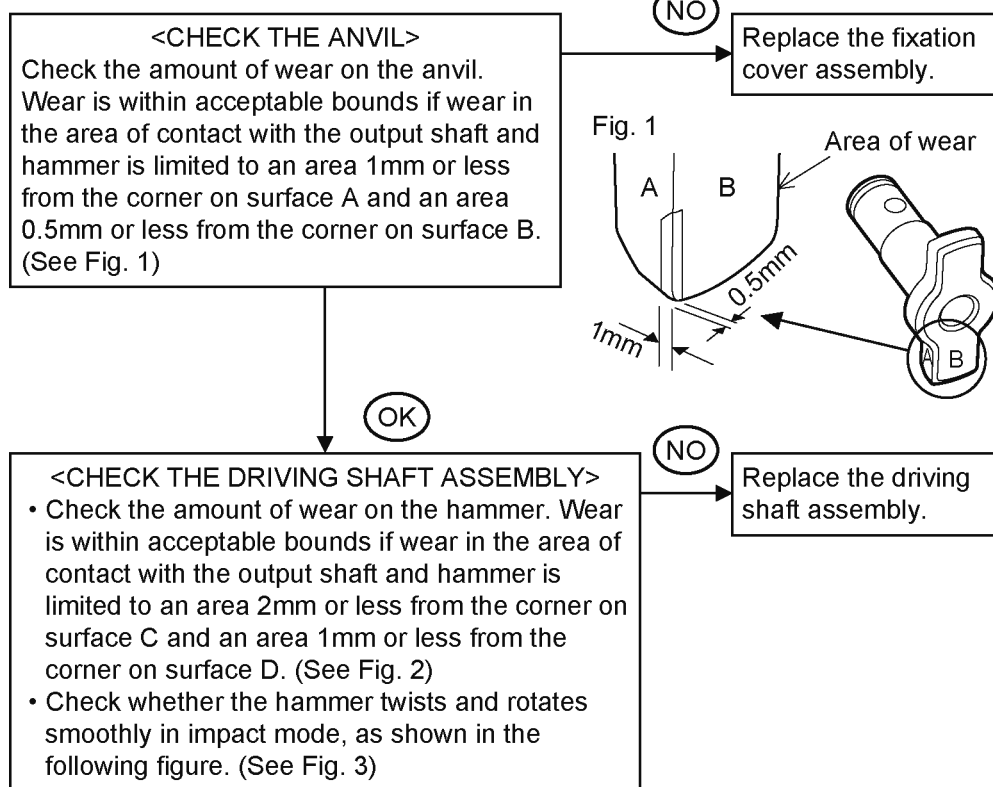 NO
<CHECK THE ANVIL>
Check the amount of wear on the anvil.
Wear is within acceptable bounds if wear in
the area of contact with the output shaft and
hammer is limited to an area 1mm or less
from the corner on surface A and an area
0.5mm or less from the corner on surface B.
(See Fig. 1)
Replace the fixation
cover assembly.
Fig. 1
Area of wear
A
B
0.5mm
1mm
A
B
OK
<CHECK THE DRIVING SHAFT ASSEMBLY>
• Check the amount of wear on the hammer. Wear
is within acceptable bounds if wear in the area of
contact with the output shaft and hammer is
limited to an area 2mm or less from the corner on
surface C and an area 1mm or less from the
corner on surface D. (See Fig. 2)
• Check whether the hammer twists and rotates
smoothly in impact mode, as shown in the
following figure. (See Fig. 3)
NO
Replace the driving
shaft assembly.